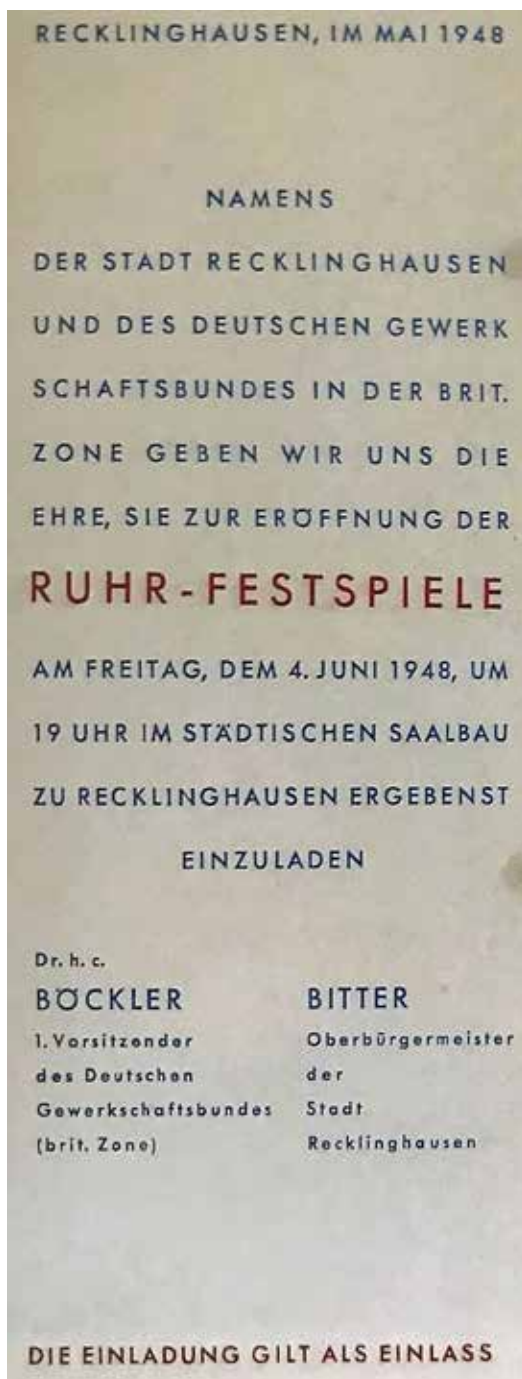 RECKLINGHAUSEN, IM MAI 1948
NAMENS
DER STADT RECKLINGHAUSEN
UND DES DEUTSCHEN GEWERK
SCHAFTSBUNDES IN DER BRIT.
ZONE GEBEN WIR UNS DIE
EHRE, SIE ZUR ERÖFFNUNG DER
RUHR-FESTSPIELE
AM FREITAG, DEM 4. JUNI 1948, UM
19 UHR IM STÄDTISCHEN SAALBAU
ZU RECKLINGHAUSEN ERGEBENST
EINZULADEN
Dr. h. c.
BÖCKLER
1. Vorsitzender
des Deutschen
Gewerkschaftsbundes
(brit. Zone)
BITTER
Oberbürgermeister
der
Stadt
Recklinghausen
DIE EINLADUNG GILT ALS EINLASS